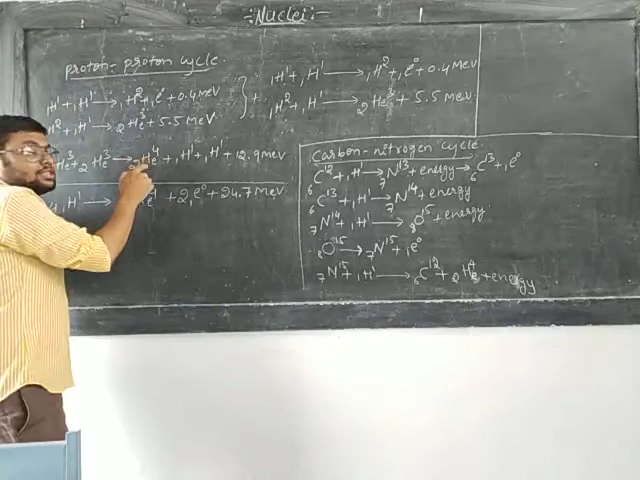 Nuclei
proton-proton cycle.
₁H¹+₁H¹→₁H²+₁e⁰+0.4MeV
H²+₁H¹→₂He³+5.5MeV
}+
₁H¹+₁H¹→₁H²+₁e⁰+0.4MeV
₁H²+₁H¹→₂He³+5.5MeV
He³+₂He³→₂He⁴+₁H¹+₁H¹+12.9MeV
₁H¹→ +2₁e⁰+24.7MeV
Carbon-nitrogen cycle
₆C¹²+₁H¹→₇N¹³+energy→₆C¹³+₁e⁰
₆C¹³+₁H¹→₇N¹⁴+energy
₇N¹⁴+₁H¹→₈O¹⁵+energy
₈O¹⁵→₇N¹⁵+₁e⁰
₇N¹⁵+₁H¹→₆C¹²+₂He⁴+energy